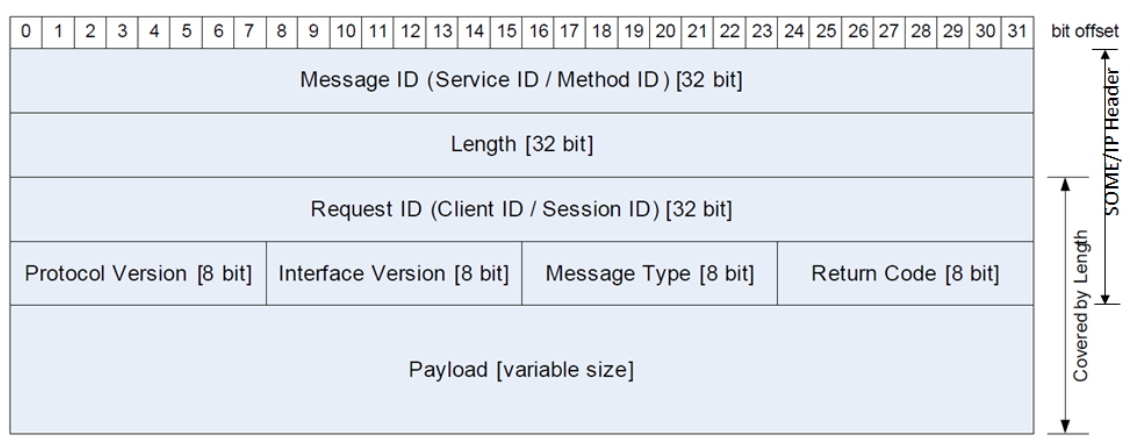 0 1 2 3 4 5 6 7 8 9 10 11 12 13 14 15 16 17 18 19 20 21 22 23 24 25 26 27 28 29 30 31 bit offset
Message ID (Service ID / Method ID) [32 bit]
Length [32 bit]
Request ID (Client ID / Session ID) [32 bit]
Protocol Version [8 bit] Interface Version [8 bit] Message Type [8 bit] Return Code [8 bit]
Payload [variable size]
SOME/IP Header
Covered by Length